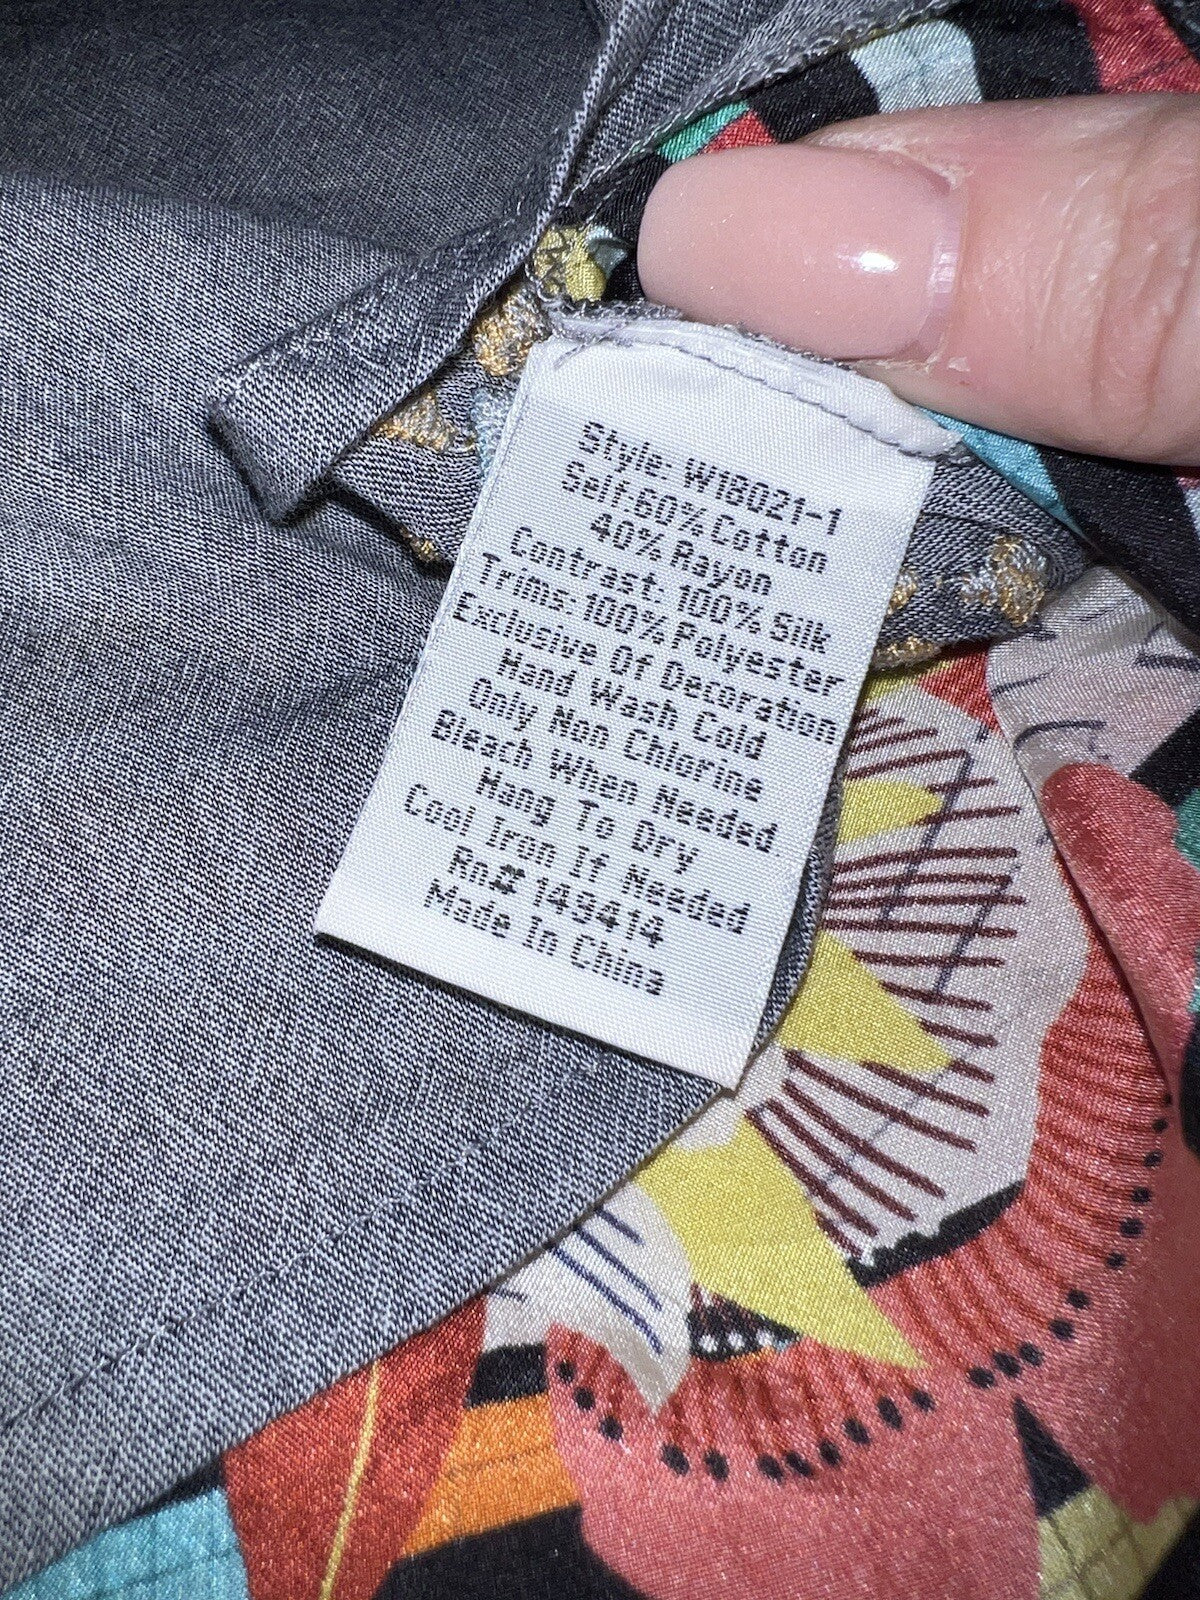 Style: W18021-1
Self:60% Cotton
40% Rayon
Contrast: 100% Silk
Trims:100% Polyester
Exclusive Of Decoration
Hand Wash Cold
Only Non Chlorine
Bleach When Needed.
Hang To Dry
Cool Iron If Needed
Rn# 149414
Made In China